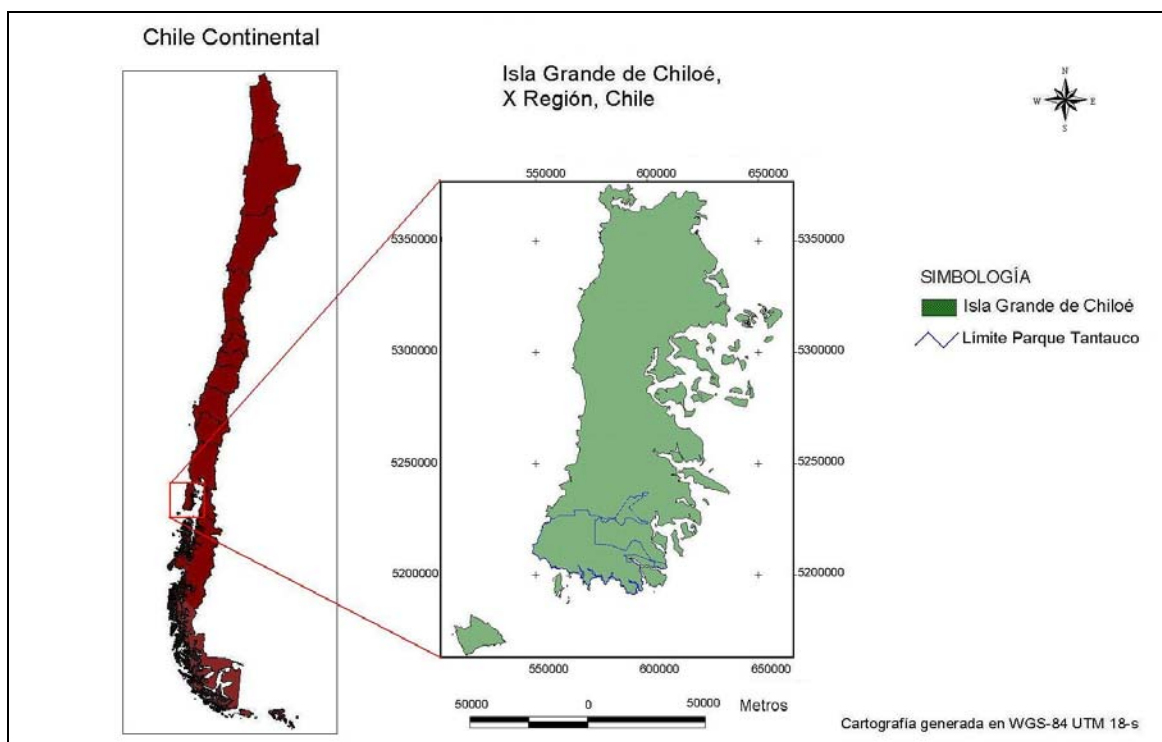 Chile Continental
Isla Grande de Chiloé,
X Región, Chile
N
W E
S
550000 600000 650000
5350000 5350000
5300000 5300000
5250000 5250000
5200000 5200000
550000 600000 650000
SIMBOLOGÍA
Isla Grande de Chiloé
Limite Parque Tantauco
50000 0 50000 Metros
Cartografía generada en WGS-84 UTM 18-s